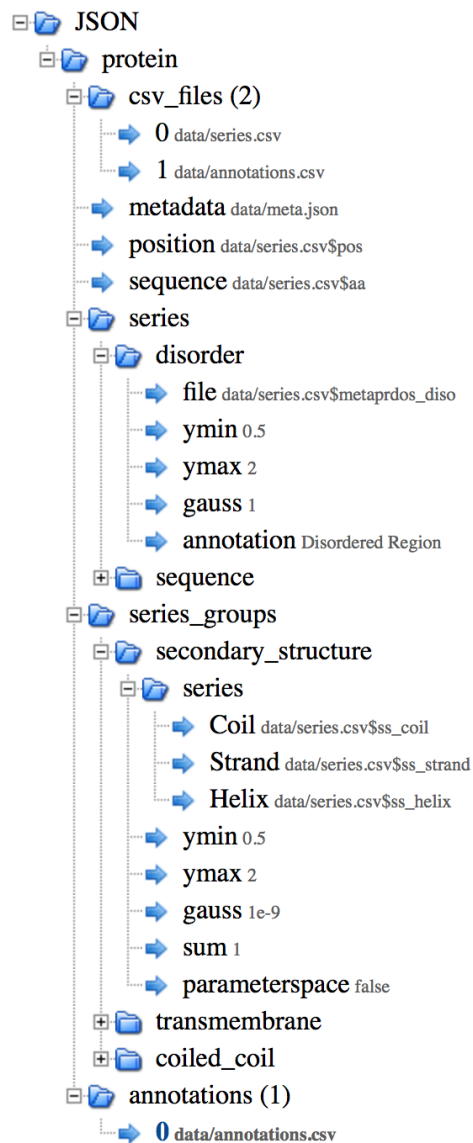 JSON
protein
csv_files (2)
0 data/series.csv
1 data/annotations.csv
metadata data/meta.json
position data/series.csv$pos
sequence data/series.csv$aa
series
disorder
file data/series.csv$metaprdos_diso
ymin 0.5
ymax 2
gauss 1
annotation Disordered Region
sequence
series_groups
secondary_structure
series
Coil data/series.csv$ss_coil
Strand data/series.csv$ss_strand
Helix data/series.csv$ss_helix
ymin 0.5
ymax 2
gauss 1e-9
sum 1
parameterspace false
transmembrane
coiled_coil
annotations (1)
0 data/annotations.csv